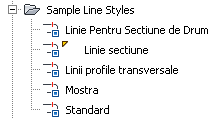 Sample Line Styles
Linie Pentru Sectiune de Drum
Linie sectiune
Linii profile transversale
Mostra
Standard